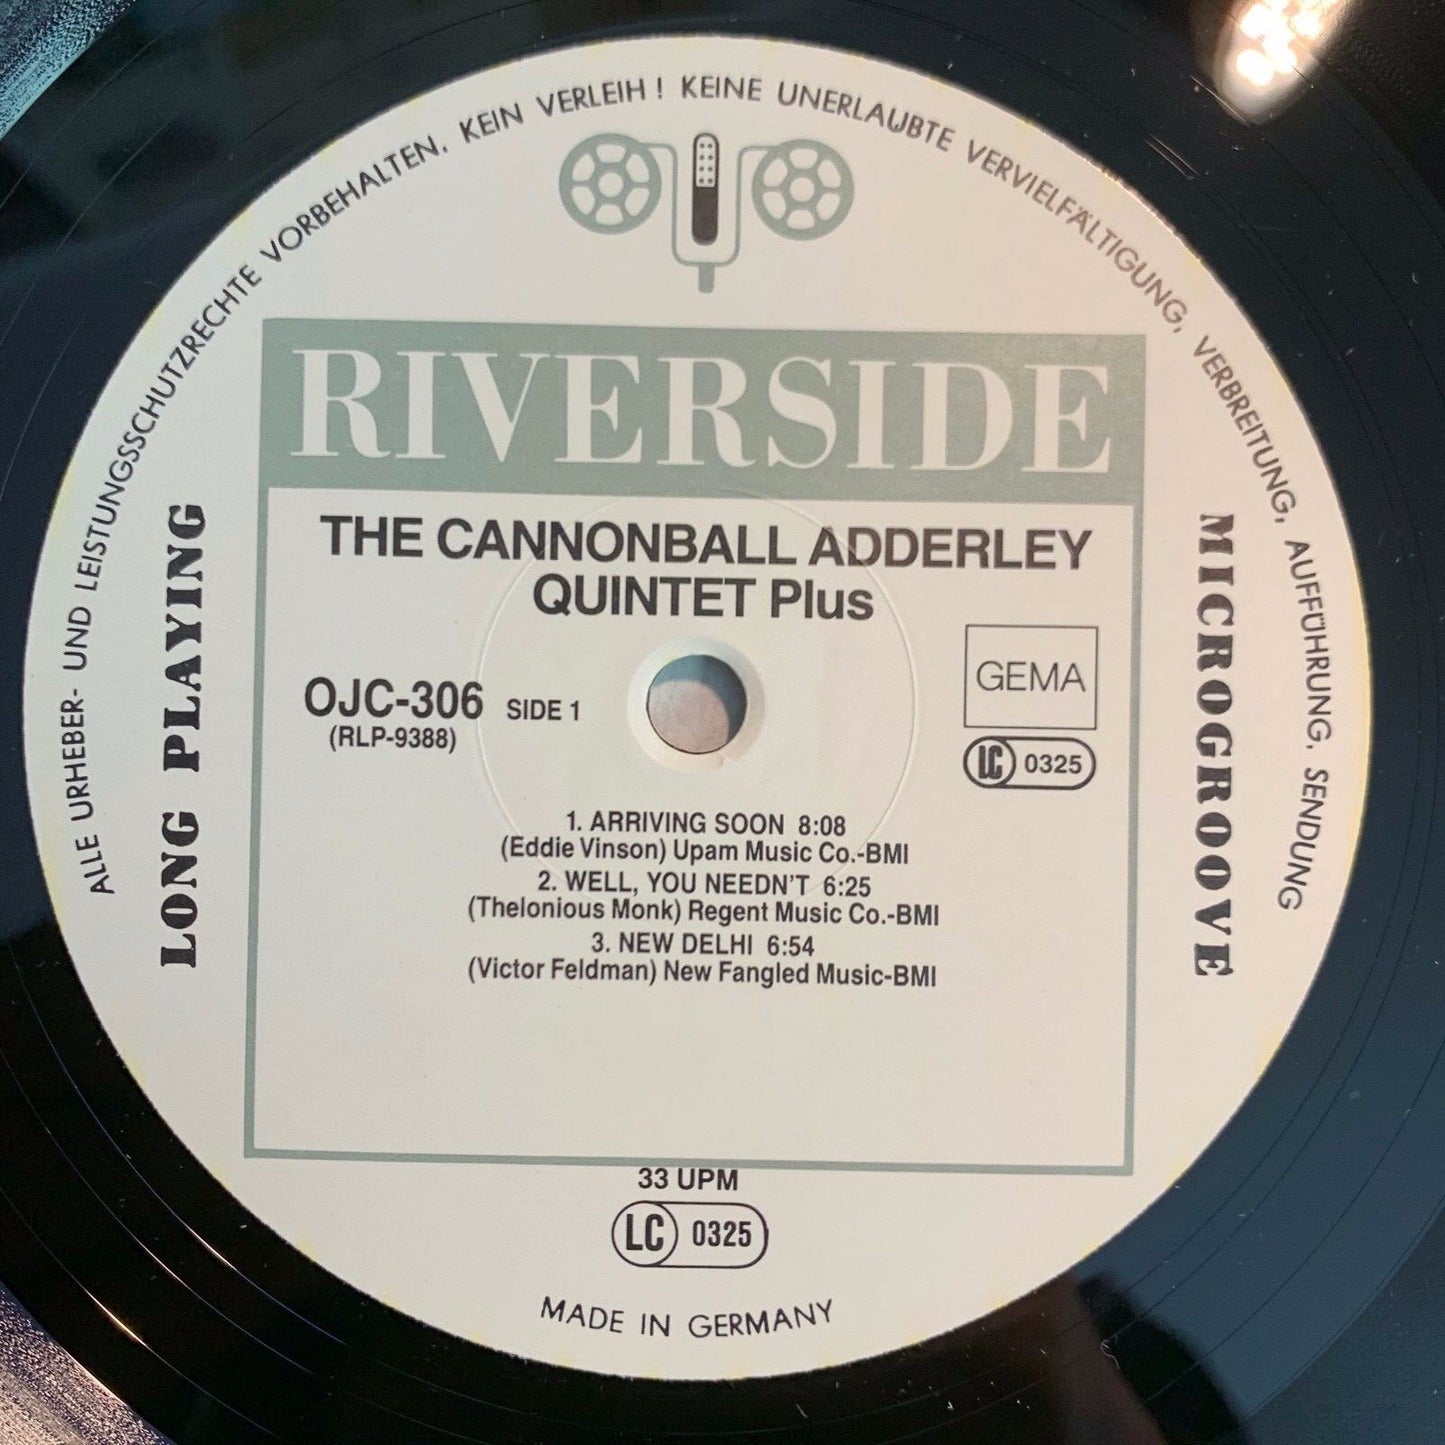 ALLE URHEBER- UND LEISTUNGSSCHUTZRECHTE VORBEHALTEN. KEIN VERLEIH! KEINE UNERLAUBTE VERVIELFÄLTIGUNG, VERBREITUNG, AUFFÜHRUNG, SENDUNG
RIVERSIDE
LONG PLAYING
MICROGROOVE
THE CANNONBALL ADDERLEY
QUINTET Plus
OJC-306 SIDE 1
(RLP-9388)
GEMA
LC 0325
1. ARRIVING SOON 8:08
(Eddie Vinson) Upam Music Co.-BMI
2. WELL, YOU NEEDN'T 6:25
(Thelonious Monk) Regent Music Co.-BMI
3. NEW DELHI 6:54
(Victor Feldman) New Fangled Music-BMI
33 UPM
LC 0325
MADE IN GERMANY